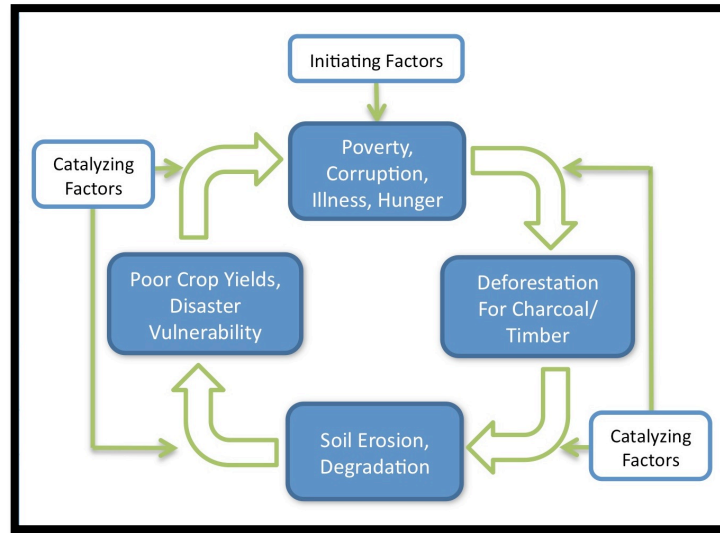 Initiating Factors
Poverty,
Corruption,
Illness, Hunger
Catalyzing
Factors
Poor Crop Yields,
Disaster
Vulnerability
Deforestation
For Charcoal/
Timber
Soil Erosion,
Degradation
Catalyzing
Factors